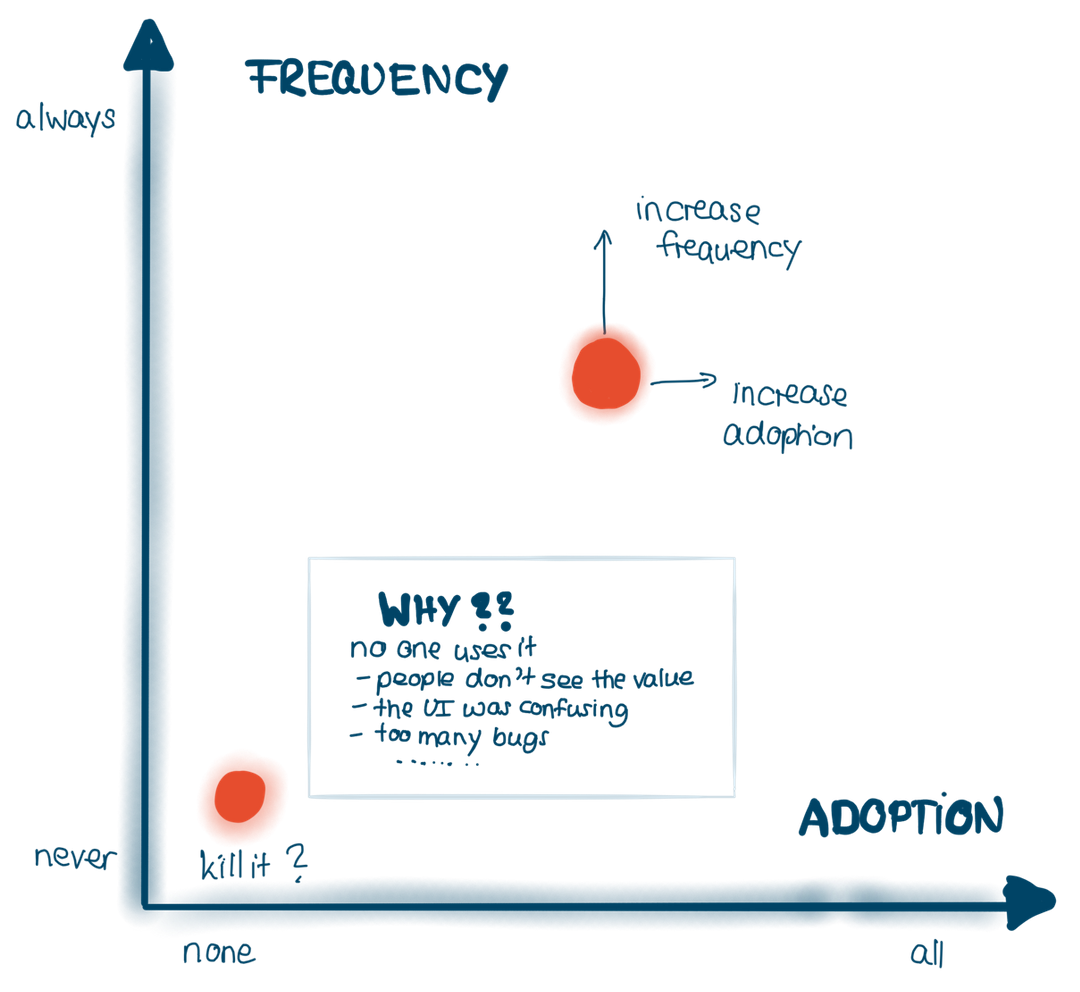 FREQUENCY
always
increase
frequency
increase
adoption
WHY ??
no one uses it
- people don't see the value
- the UI was confusing
- too many bugs
........
ADOPTION
never
kill it ?
none
all